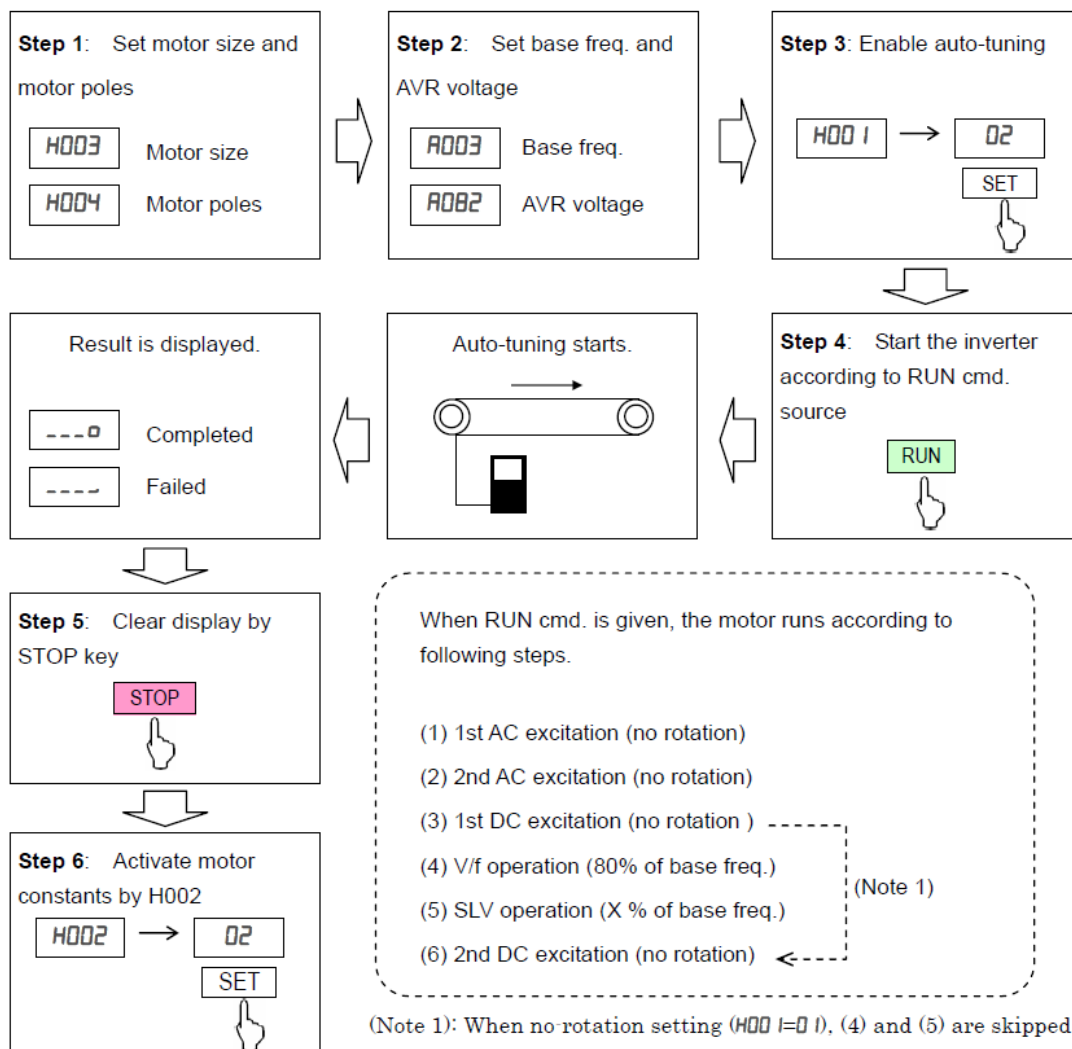 Step 1: Set motor size and
motor poles
H003 Motor size
H004 Motor poles
Step 2: Set base freq. and
AVR voltage
A003 Base freq.
A082 AVR voltage
Step 3: Enable auto-tuning
H001 → 02
SET
Step 4: Start the inverter
according to RUN cmd.
source
RUN
Auto-tuning starts.
Result is displayed.
___o Completed
Failed
Step 5: Clear display by
STOP key
STOP
Step 6: Activate motor
constants by H002
H002 → 02
SET
When RUN cmd. is given, the motor runs according to
following steps.
(1) 1st AC excitation (no rotation)
(2) 2nd AC excitation (no rotation)
(3) 1st DC excitation (no rotation )
(4) V/f operation (80% of base freq.)
(5) SLV operation (X % of base freq.)
(6) 2nd DC excitation (no rotation)
(Note 1)
(Note 1): When no-rotation setting (H001=01), (4) and (5) are skipped